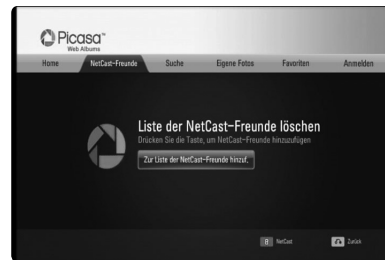 Picasa™
Web Albums
Home NetCast-Freunde Suche Eigene Fotos Favoriten Anmelden
Liste der NetCast-Freunde löschen
Drücken Sie die Taste, um NetCast-Freunde hinzuzufügen
Zur Liste der NetCast-Freunde hinzuf.
NetCast Zurück